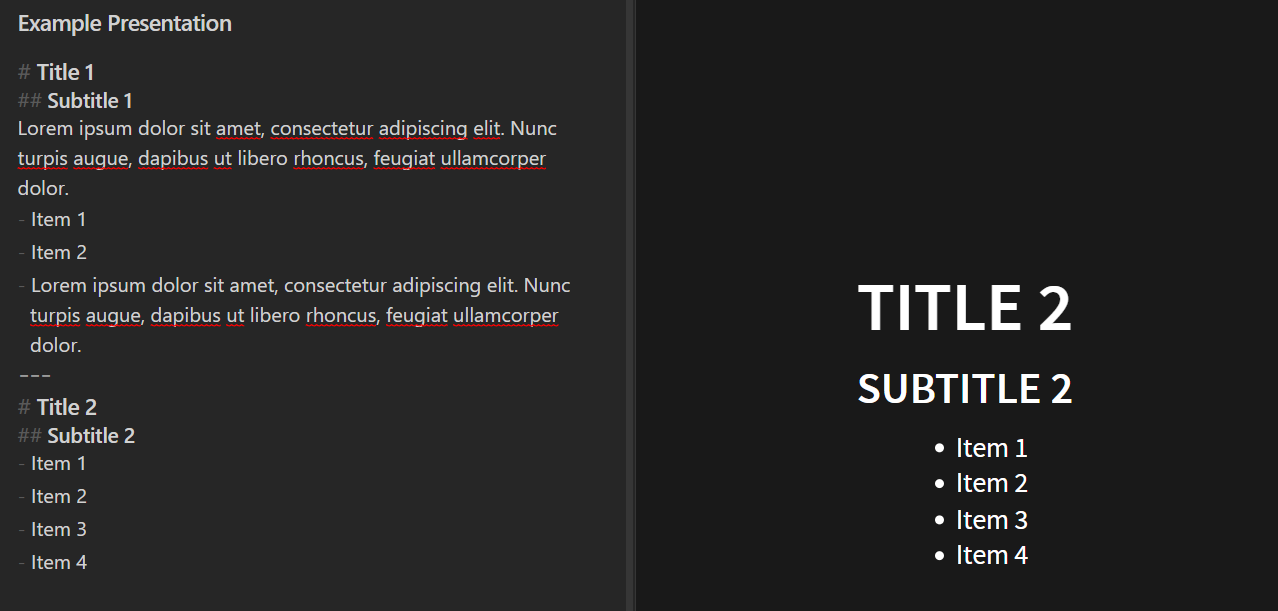 Example Presentation
# Title 1
## Subtitle 1
Lorem ipsum dolor sit amet, consectetur adipiscing elit. Nunc
turpis augue, dapibus ut libero rhoncus, feugiat ullamcorper
dolor.
- Item 1
- Item 2
- Lorem ipsum dolor sit amet, consectetur adipiscing elit. Nunc
turpis augue, dapibus ut libero rhoncus, feugiat ullamcorper
dolor.
---
# Title 2
## Subtitle 2
- Item 1
- Item 2
- Item 3
- Item 4
TITLE 2
SUBTITLE 2
• Item 1
• Item 2
• Item 3
• Item 4